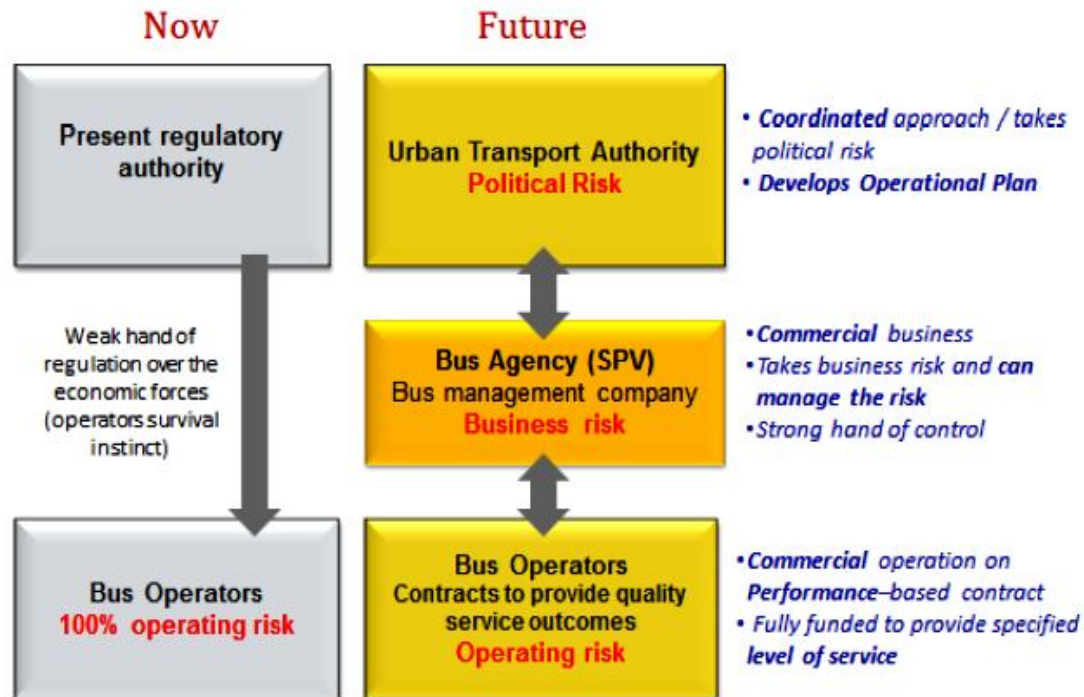 Now
Future
Present regulatory
authority
Urban Transport Authority
Political Risk
• Coordinated approach / takes
political risk
• Develops Operational Plan
Weak hand of
regulation over the
economic forces
(operators survival
instinct)
Bus Agency (SPV)
Bus management company
Business risk
• Commercial business
• Takes business risk and can
manage the risk
• Strong hand of control
Bus Operators
100% operating risk
Bus Operators
Contracts to provide quality
service outcomes
Operating risk
• Commercial operation on
Performance–based contract
• Fully funded to provide specified
level of service